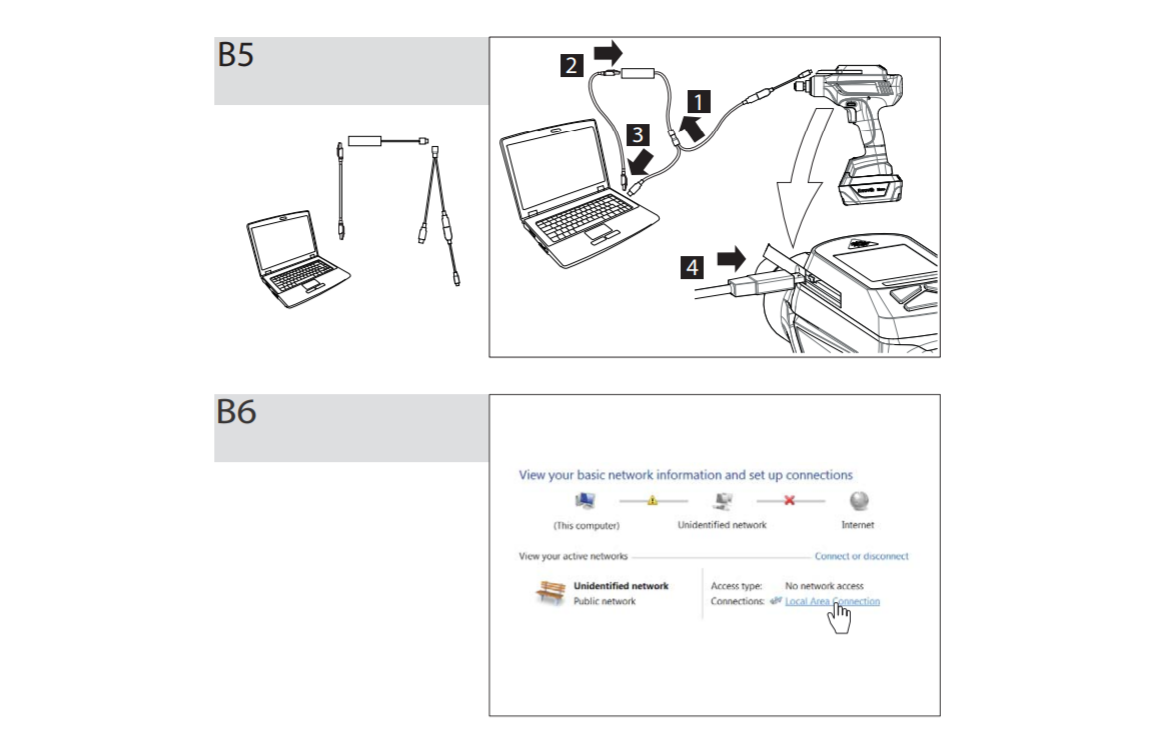 B5
2
1
3
4
B6
View your basic network information and set up connections
(This computer)
Unidentified network
Internet
View your active networks
Connect or disconnect
Unidentified network
Public network
Access type:
No network access
Connections:
Local Area Connection